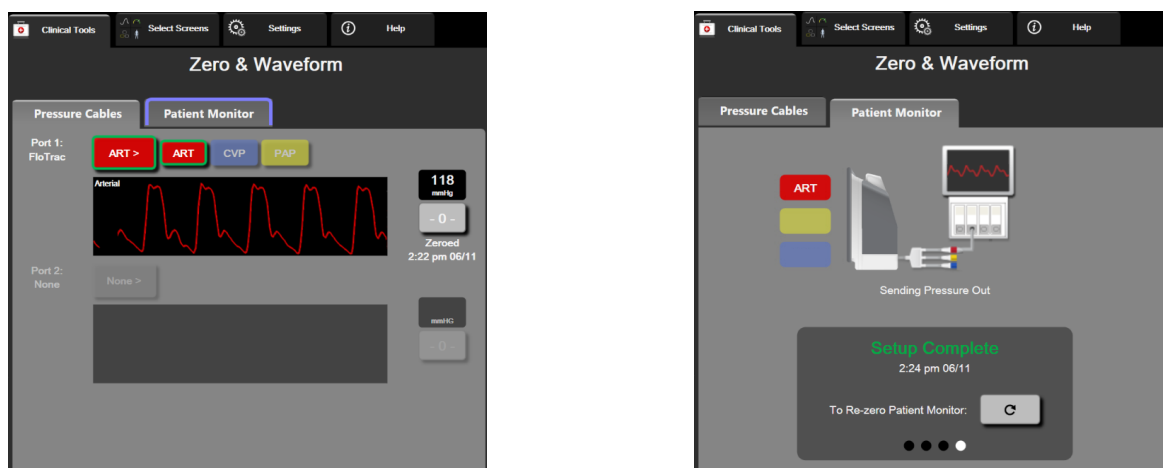 Clinical Tools Select Screens Settings Help
Zero & Waveform
Pressure Cables Patient Monitor
Port 1:
FloTrac
ART > ART CVP PAP
Arterial
118
mmHg
- 0 -
Zeroed
2:22 pm 06/11
Port 2:
None
None >
mmHG
- 0 -
Clinical Tools Select Screens Settings Help
Zero & Waveform
Pressure Cables Patient Monitor
ART
Sending Pressure Out
Setup Complete
2:24 pm 06/11
To Re-zero Patient Monitor: